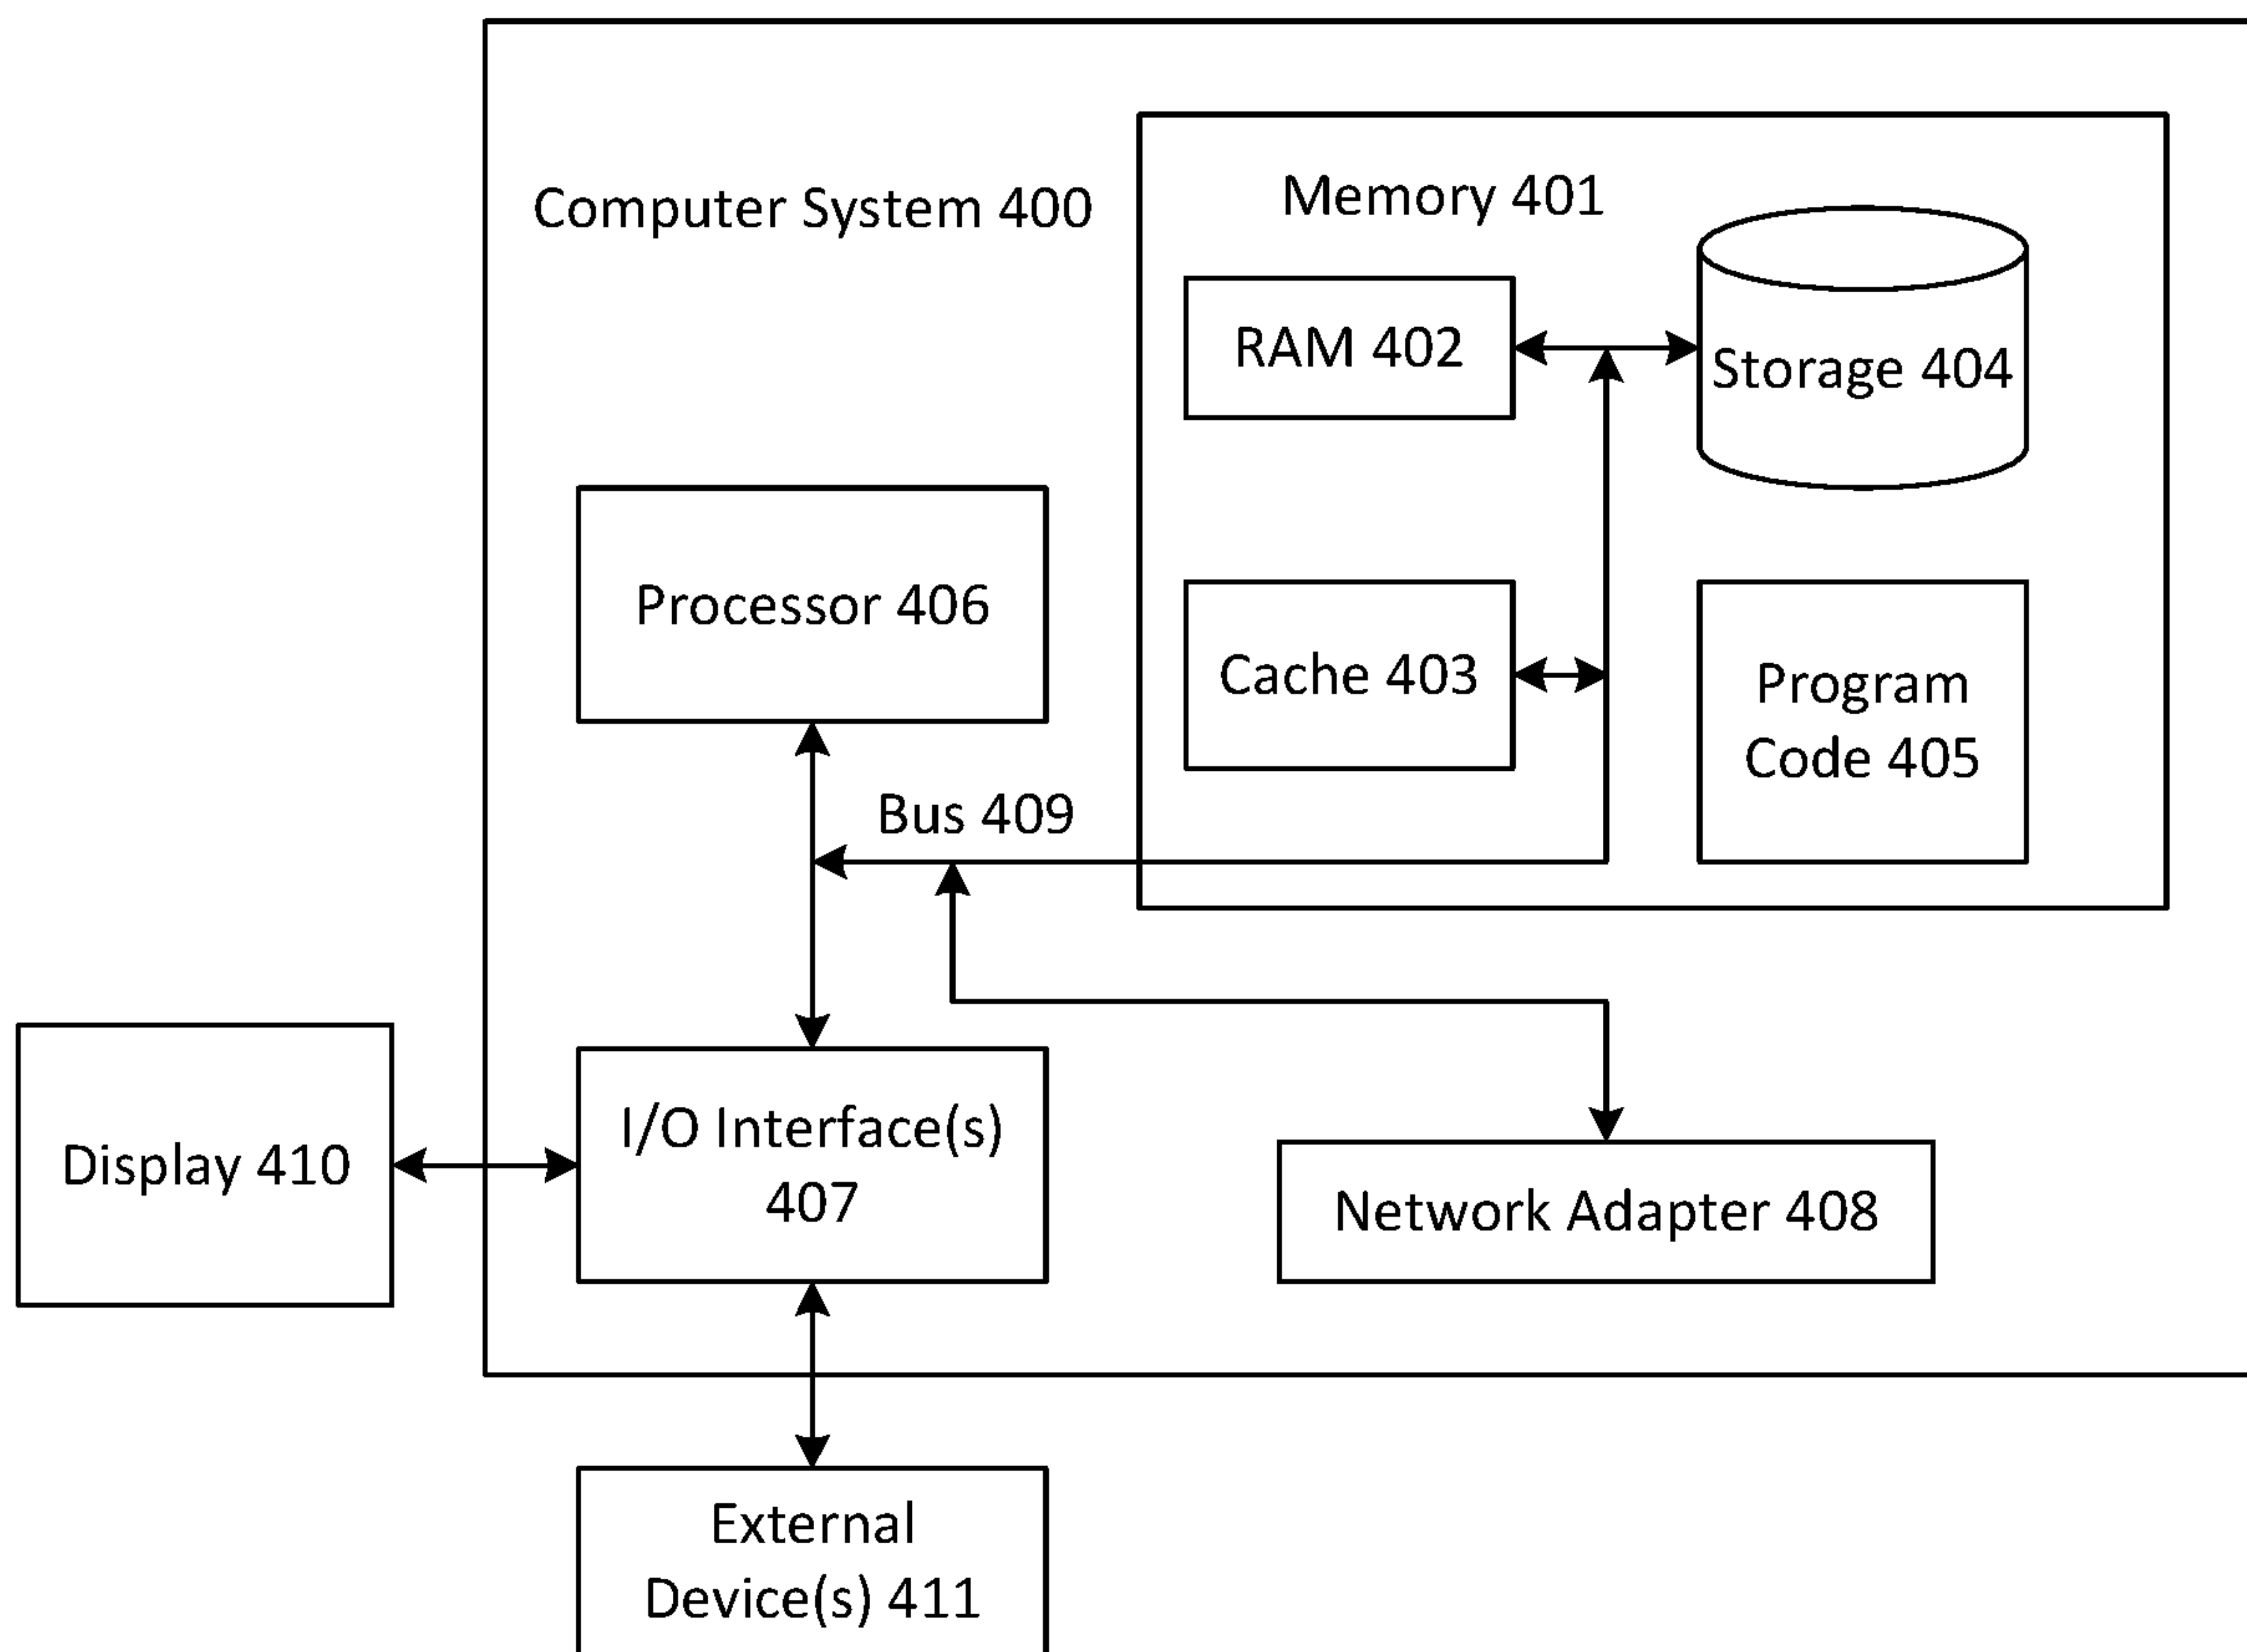 Computer System 400
Memory 401
RAM 402
Storage 404
Processor 406
Cache 403
Program
Code 405
Bus 409
Display 410
I/O Interface(s)
407
Network Adapter 408
External
Device(s) 411